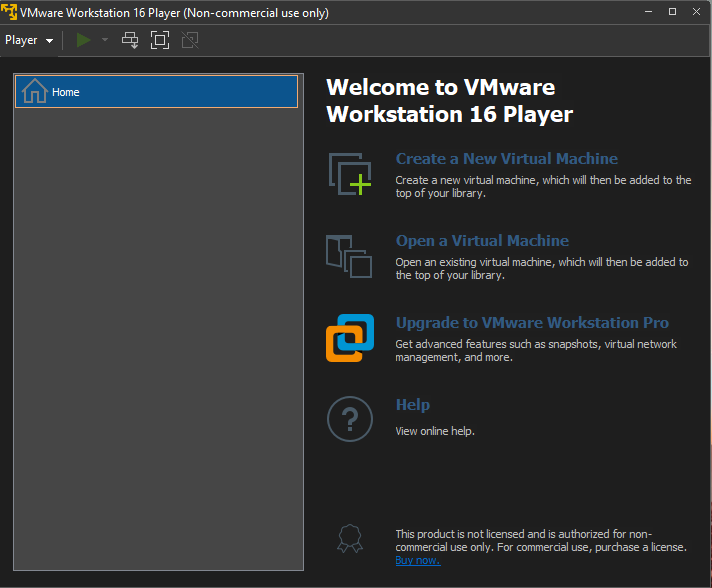 VMware Workstation 16 Player (Non-commercial use only)
Player
Home
Welcome to VMware
Workstation 16 Player
Create a New Virtual Machine
Create a new virtual machine, which will then be added to the
top of your library.
Open a Virtual Machine
Open an existing virtual machine, which will then be added to
the top of your library.
Upgrade to VMware Workstation Pro
Get advanced features such as snapshots, virtual network
management, and more.
Help
View online help.
This product is not licensed and is authorized for non-
commercial use only. For commercial use, purchase a license.
Buy now.